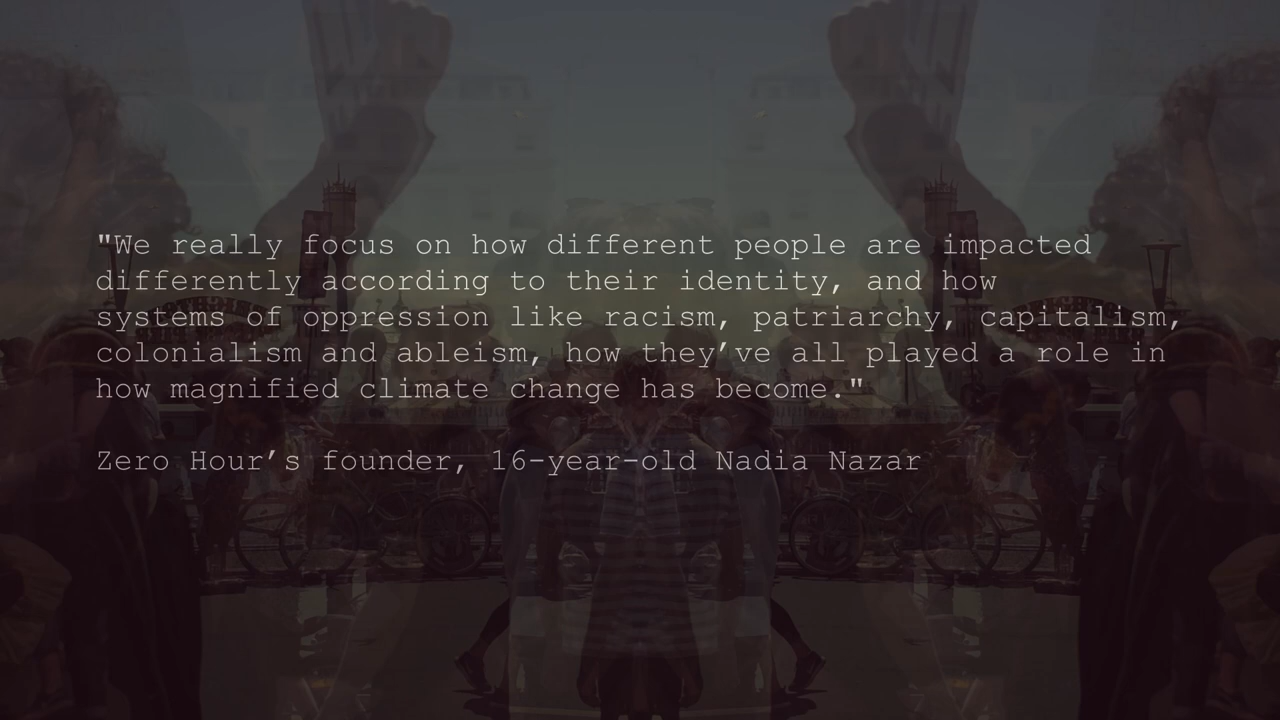 "We really focus on how different people are impacted
differently according to their identity, and how
systems of oppression like racism, patriarchy, capitalism,
colonialism and ableism, how they’ve all played a role in
how magnified climate change has become."
Zero Hour’s founder, 16-year-old Nadia Nazar